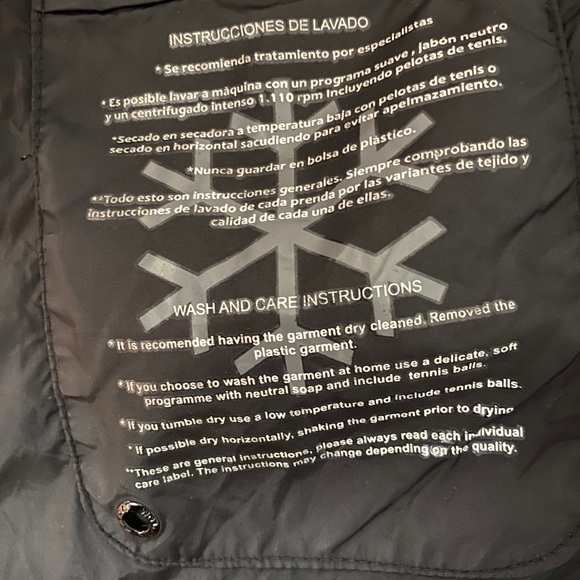 INSTRUCCIONES DE LAVADO
* Se recomienda tratamiento por especialistas
* Es posible lavar a máquina con un programa suave, Jabón neutro
y un centrifugado intenso 1.110 rpm Incluyendo pelotas de tenis.
*Secado en secadora a temperatura baja con pelotas de tenis o
secado en horizontal sacudiendo para evitar apelmazamiento.
*Nunca guardar en bolsa de plástico.
**Todo esto son instrucciones generales. Siempre comprobando las
instrucciones de lavado de cada prenda por las variantes de tejido y
calidad de cada una de ellas.
WASH AND CARE INSTRUCTIONS
*It is recomended having the garment dry cleaned. Removed the
plastic garment.
*If you choose to wash the garment at home use a delicate, soft
programme with neutral soap and include tennis balls.
*If you tumble dry use a low temperature and include tennis balls.
* If possible dry horizontally, shaking the garment prior to drying
**These are general instructions, please always read each individual
care label. The instructions may change depending on the quality.